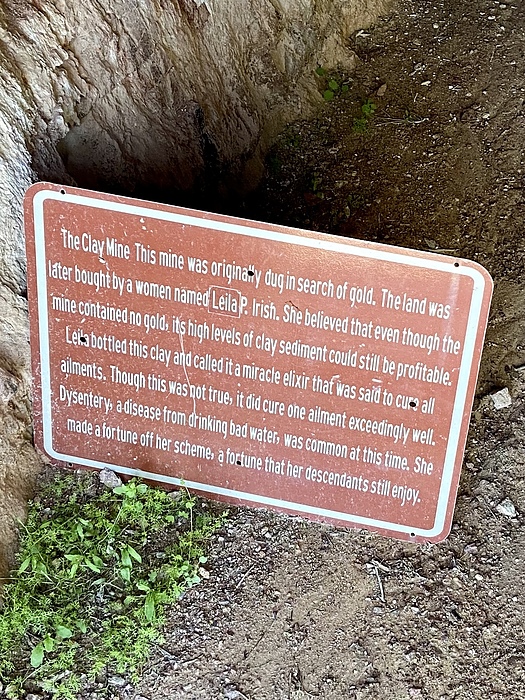 The Clay Mine This mine was originally dug in search of gold. The land was
later bought by a women named Leila P. Irish. She believed that even though the
mine contained no gold, its high levels of clay sediment could still be profitable.
Leila bottled this clay and called it a miracle elixir that was said to cure all
ailments. Though this was not true, it did cure one ailment exceedingly well.
Dysentery, a disease from drinking bad water, was common at this time. She
made a fortune off her scheme, a fortune that her descendants still enjoy.